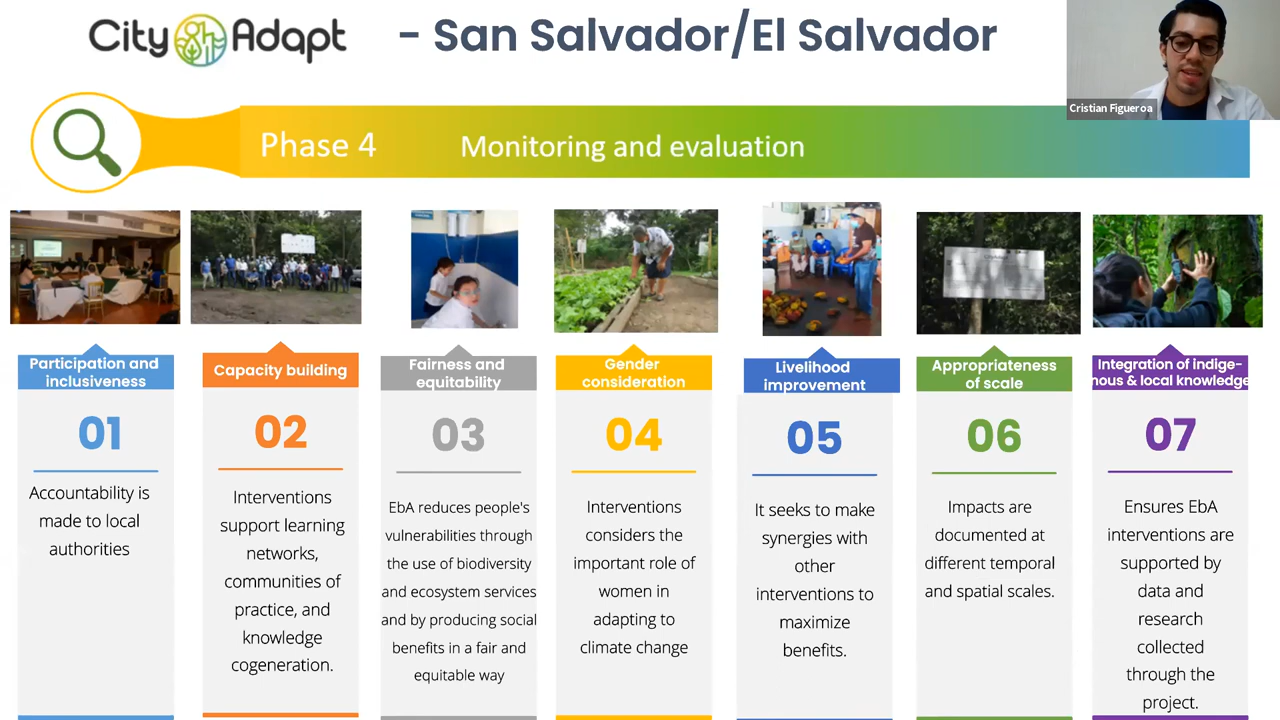 City Adapt - San Salvador/El Salvador
Cristian Figueroa
Phase 4 Monitoring and evaluation
Participation and
inclusiveness
01
Accountability is
made to local
authorities
Capacity building
02
Interventions
support learning
networks,
communities of
practice, and
knowledge
cogeneration.
Fairness and
equitability
03
EbA reduces people's
vulnerabilities through
the use of biodiversity
and ecosystem services
and by producing social
benefits in a fair and
equitable way
Gender
consideration
04
Interventions
considers the
important role of
women in
adapting to
climate change
Livelihood
improvement
05
It seeks to make
synergies with
other
interventions to
maximize
benefits.
Appropriateness
of scale
06
Impacts are
documented at
different temporal
and spatial scales.
Integration of indige-
nous & local knowledge
07
Ensures EbA
interventions are
supported by
data and
research
collected
through the
project.